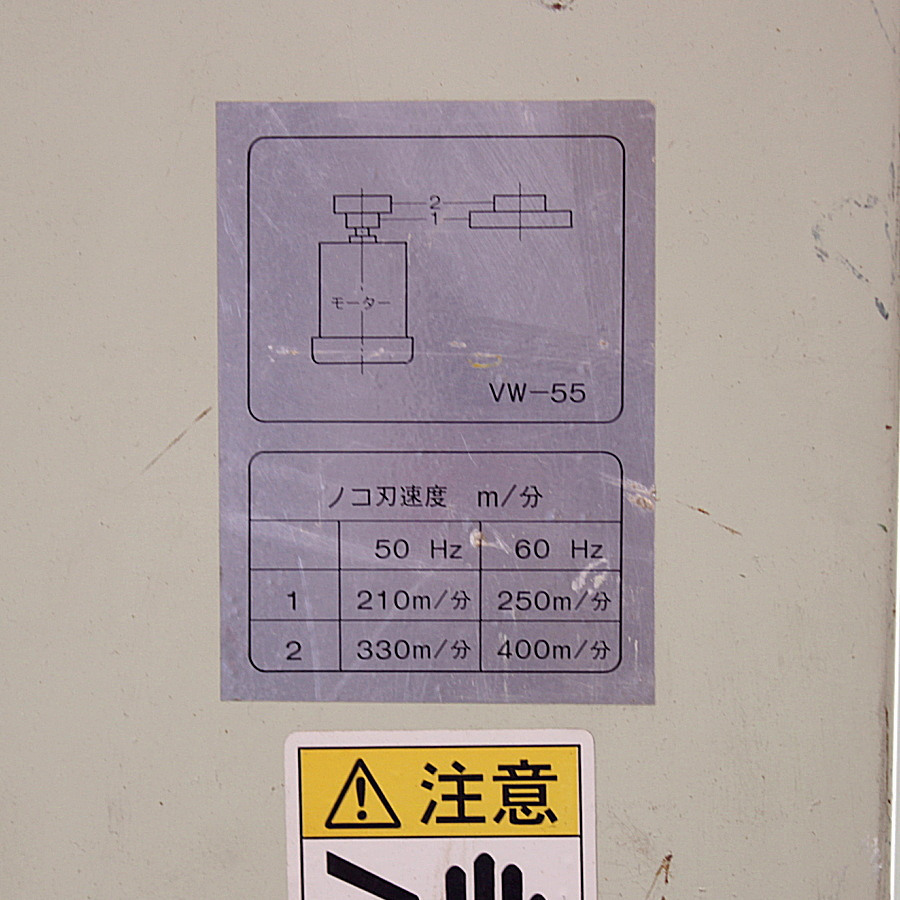 2
1
モーター
VW-55
ノコ刃速度 m/分
50 Hz 60 Hz
1 210m/分 250m/分
2 330m/分 400m/分
注意